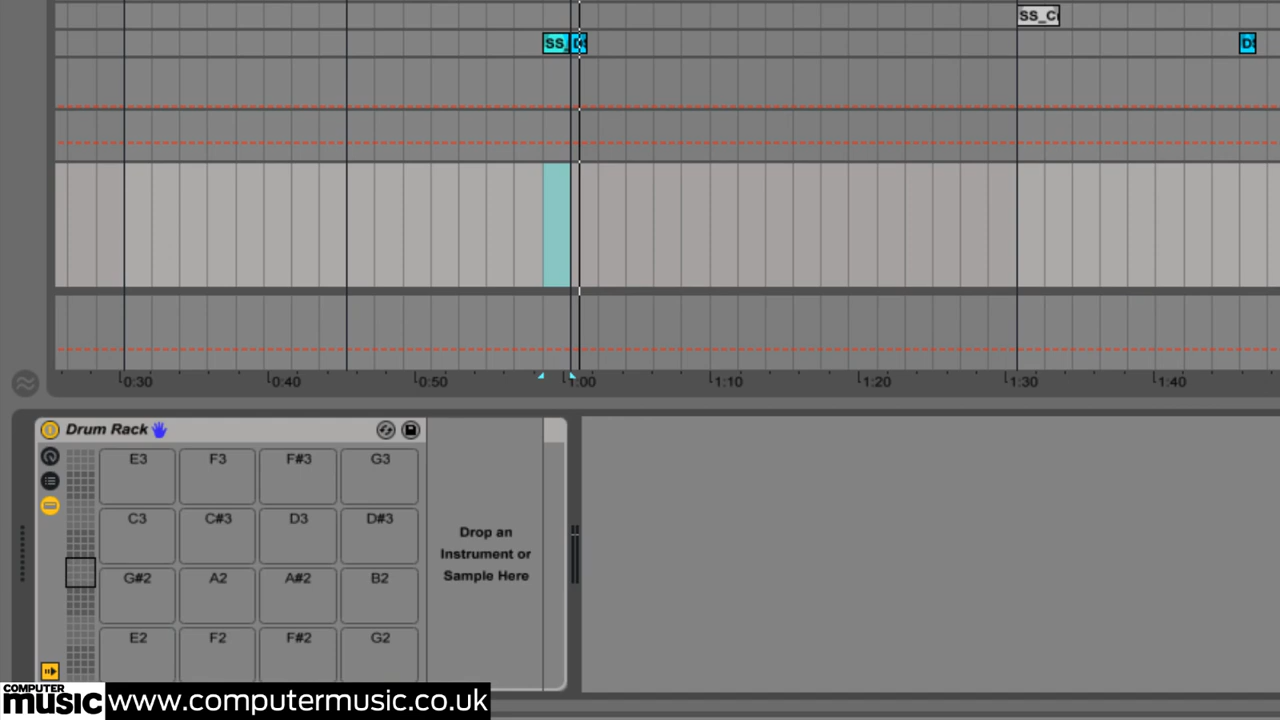 SS_C
SS_ D
D
0:30 0:40 0:50 1:00 1:10 1:20 1:30 1:40
Drum Rack
E3 F3 F#3 G3
C3 C#3 D3 D#3
G#2 A2 A#2 B2
E2 F2 F#2 G2
Drop an
Instrument or
Sample Here
COMPUTER
music www.computermusic.co.uk